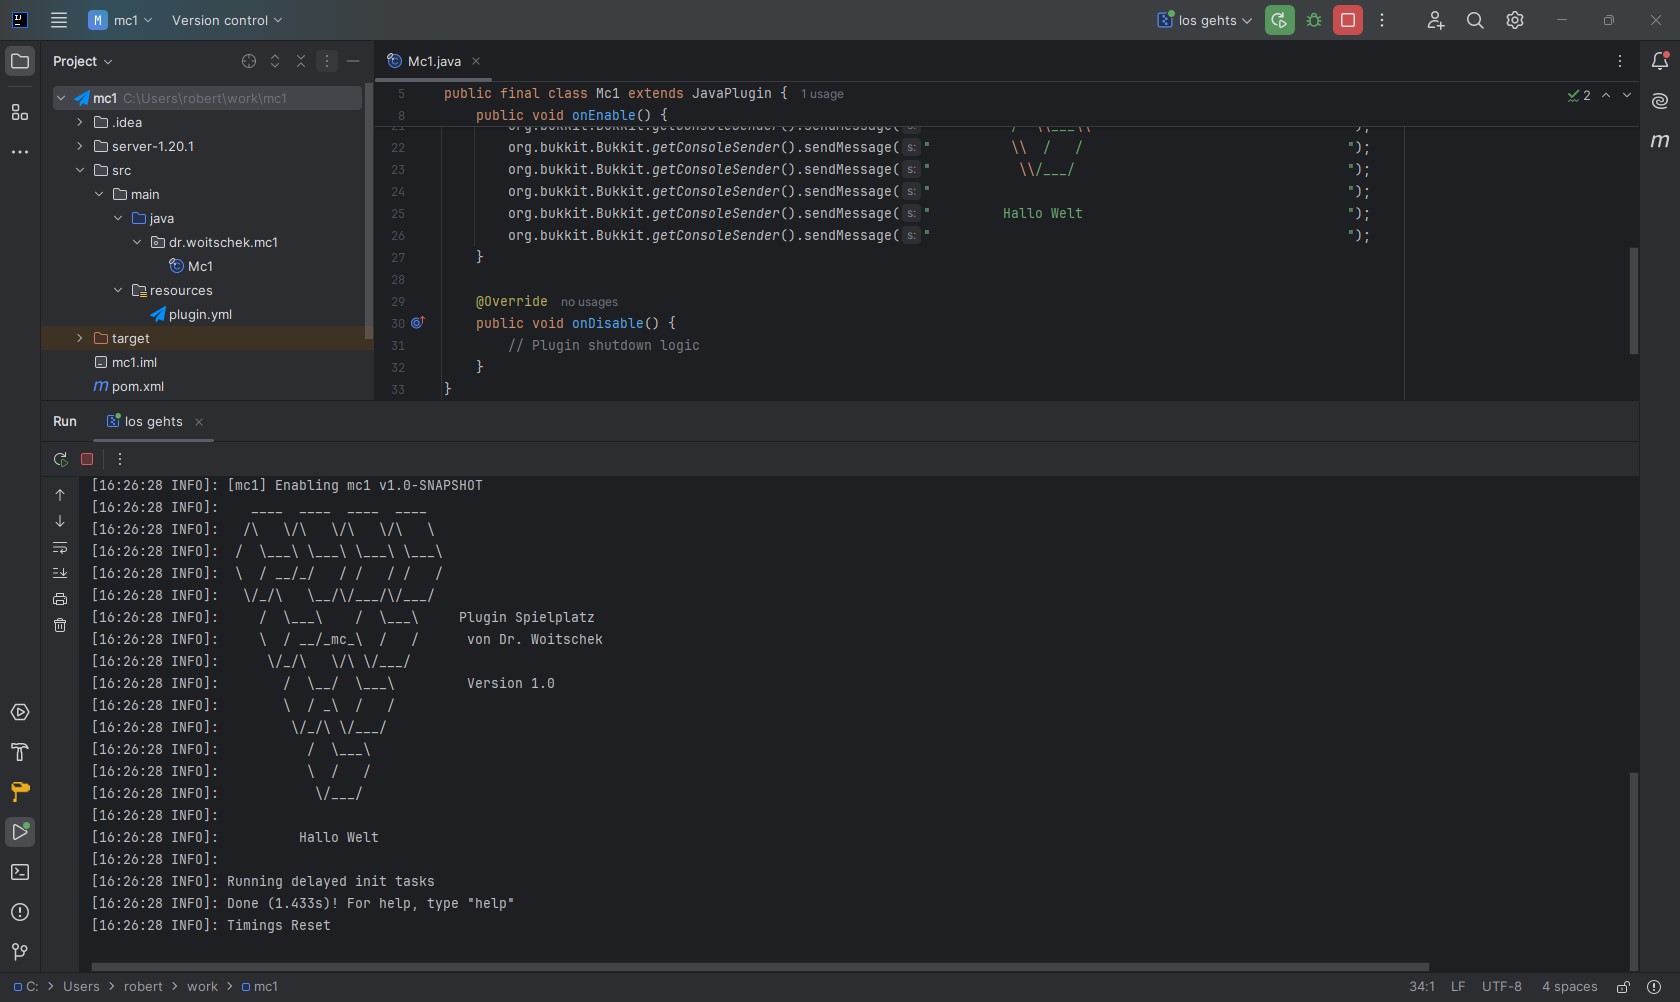 M mc1 Version control los gehts
Project
Mc1.java
mc1 C:\Users\robert\work\mc1
.idea
server-1.20.1
src
main
java
dr.woitschek.mc1
Mc1
resources
plugin.yml
target
mc1.iml
m pom.xml
5 public final class Mc1 extends JavaPlugin { 1 usage
8     public void onEnable() {
2
21         org.bukkit.Bukkit.getConsoleSender().sendMessage( s: "          /  \\___\\                                  ");
22         org.bukkit.Bukkit.getConsoleSender().sendMessage( s: "          \\  /   /                                 ");
23         org.bukkit.Bukkit.getConsoleSender().sendMessage( s: "           \\/___/                                  ");
24         org.bukkit.Bukkit.getConsoleSender().sendMessage( s: "                                                    ");
25         org.bukkit.Bukkit.getConsoleSender().sendMessage( s: "         Hallo Welt                                 ");
26         org.bukkit.Bukkit.getConsoleSender().sendMessage( s: "                                                    ");
27     }
28
29     @Override no usages
30     public void onDisable() {
31         // Plugin shutdown logic
32     }
33 }
m
Run los gehts
[16:26:28 INFO]: [mc1] Enabling mc1 v1.0-SNAPSHOT
[16:26:28 INFO]:    ____  ____  ____  ____
[16:26:28 INFO]:   /\   \/\   \/\   \/\   \
[16:26:28 INFO]:  /  \___\ \___\ \___\ \___\
[16:26:28 INFO]:  \  / __/_/   / /   / /   /
[16:26:28 INFO]:   \/_/\   \__/\/___/\/___/
[16:26:28 INFO]:     /  \___\    /  \___\     Plugin Spielplatz
[16:26:28 INFO]:     \  / __/_mc_\  /   /      von Dr. Woitschek
[16:26:28 INFO]:      \/_/\   \/\ \/___/
[16:26:28 INFO]:        /  \__/  \___\         Version 1.0
[16:26:28 INFO]:        \  / _\  /   /
[16:26:28 INFO]:         \/_/\ \/___/
[16:26:28 INFO]:           /  \___\
[16:26:28 INFO]:           \  /   /
[16:26:28 INFO]:            \/___/
[16:26:28 INFO]:
[16:26:28 INFO]:          Hallo Welt
[16:26:28 INFO]:
[16:26:28 INFO]: Running delayed init tasks
[16:26:28 INFO]: Done (1.433s)! For help, type "help"
[16:26:28 INFO]: Timings Reset
C: > Users > robert > work > mc1
34:1 LF UTF-8 4 spaces